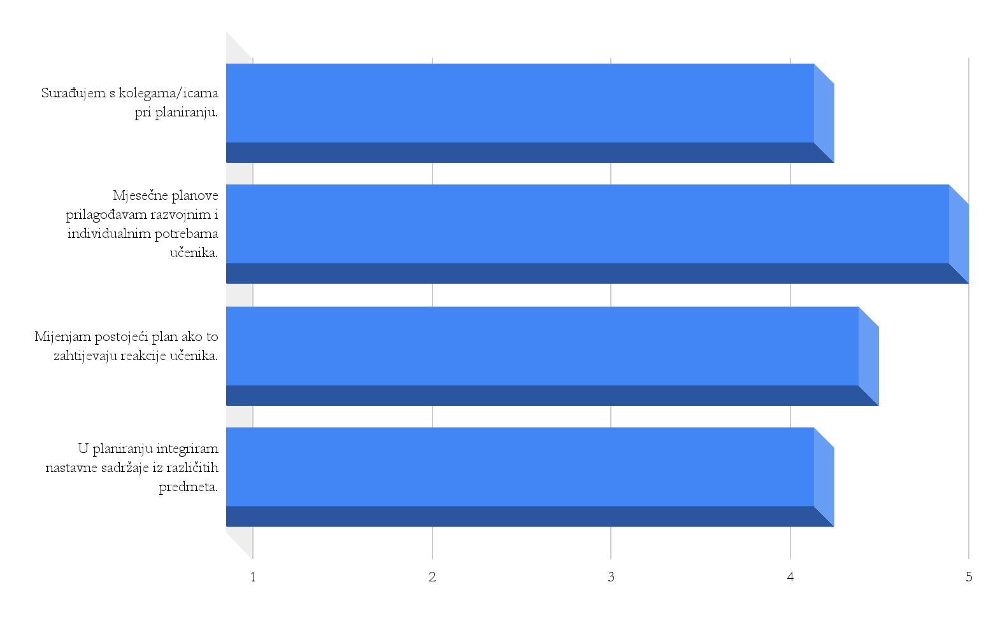 Surađujem s kolegama/icama
pri planiranju.
Mjesečne planove
prilagođavam razvojnim i
individualnim potrebama
učenika.
Mijenjam postojeći plan ako to
zahtijevaju reakcije učenika.
U planiranju integriram
nastavne sadržaje iz različitih
predmeta.
1 2 3 4 5